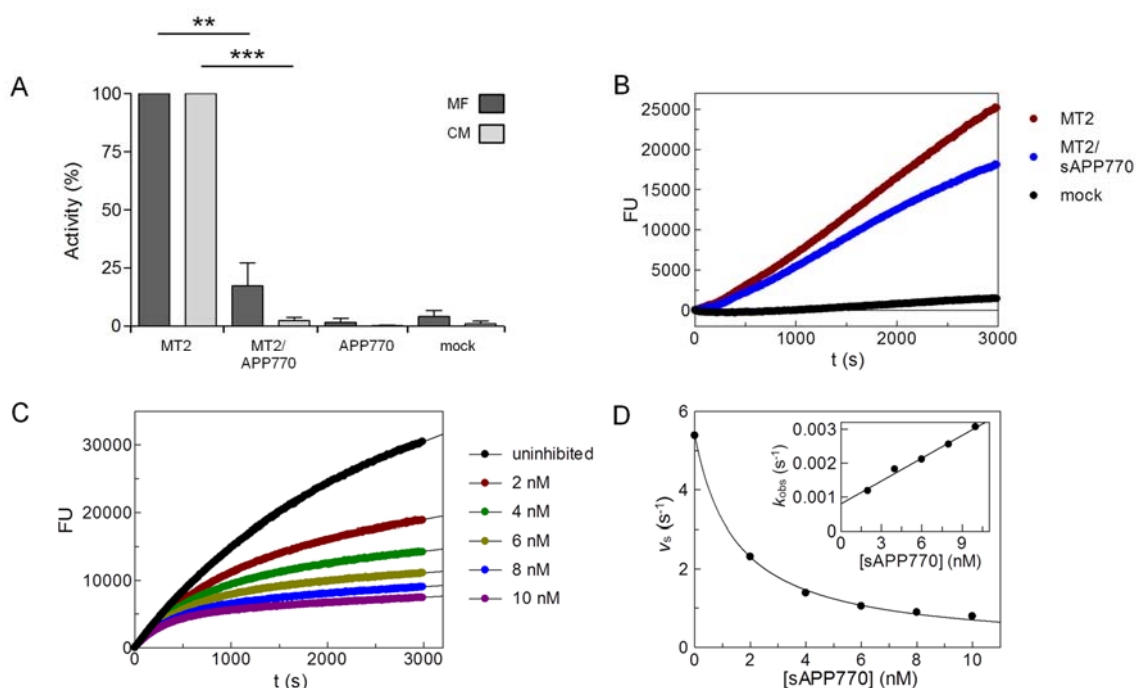 A
**
***
Activity (%)
100
75
50
25
0
MF
CM
MT2
MT2/
APP770
APP770
mock
B
FU
25000
20000
15000
10000
5000
0
0
1000
2000
3000
t (s)
MT2
MT2/
sAPP770
mock
C
FU
30000
20000
10000
0
0
1000
2000
3000
t (s)
uninhibited
2 nM
4 nM
6 nM
8 nM
10 nM
D
vs (s-1)
6
4
2
0
0
2
4
6
8
10
[sAPP770] (nM)
kobs (s-1)
0.003
0.002
0.001
0
0
3
6
9
[sAPP770] (nM)